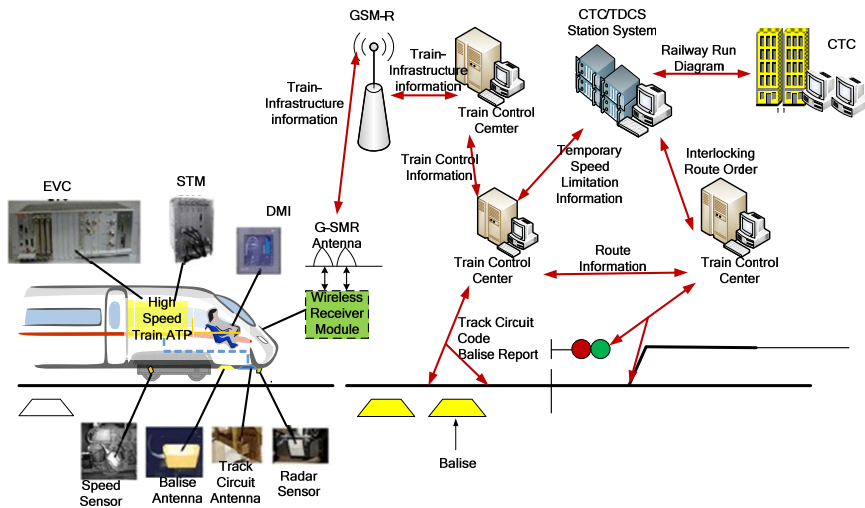 GSM-R
CTC/TDCS
Station System
CTC
Railway Run
Diagram
Train-
Infrastructure
information
Train-
Infrastructure
information
Train Control
Cemter
Train Control
Information
Temporary
Speed
Limitation
Information
Interlocking
Route Order
EVC
STM
DMI
G-SMR
Antenna
Train Control
Center
Route
Information
Train Control
Center
High
Speed
Train ATP
Wireless
Receiver
Module
Track Circuit
Code
Balise Report
Speed
Sensor
Balise
Antenna
Track
Circuit
Antenna
Radar
Sensor
Balise